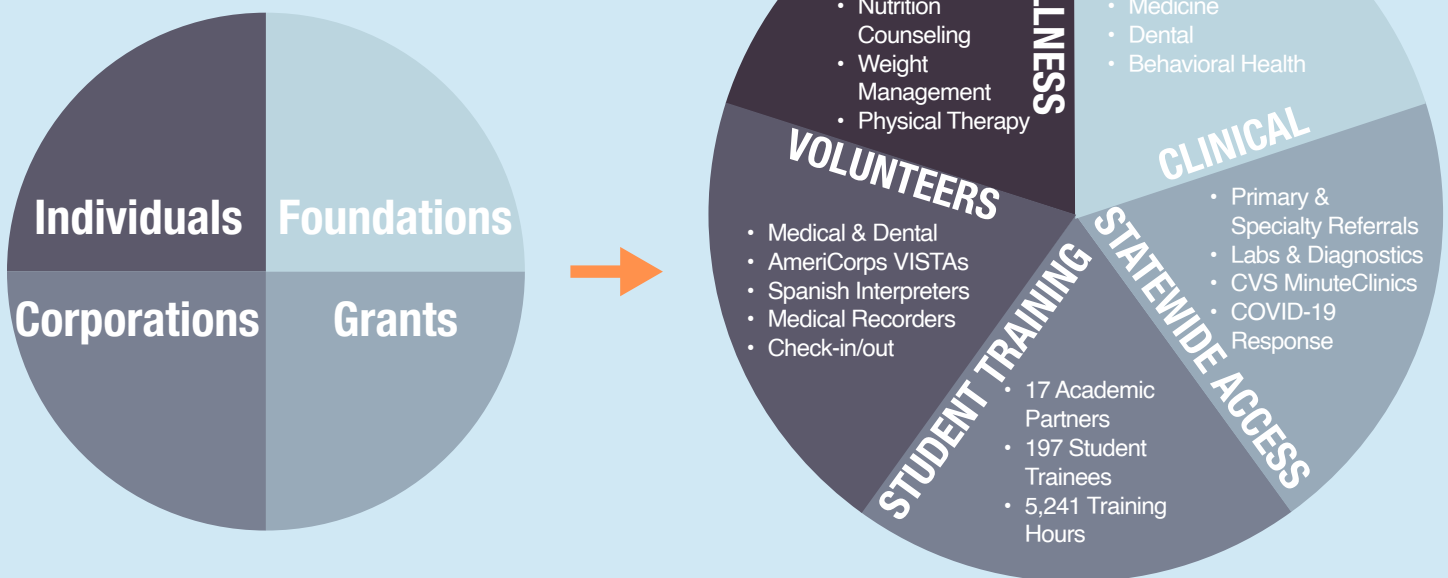 Individuals
Foundations
Corporations
Grants
• Nutrition
Counseling
• Weight
Management
• Physical Therapy
LLNESS
• Medicine
• Dental
• Behavioral Health
CLINICAL
VOLUNTEERS
• Medical & Dental
• AmeriCorps VISTAs
• Spanish Interpreters
• Medical Recorders
• Check-in/out
STUDENT TRAINING
• 17 Academic
Partners
• 197 Student
Trainees
• 5,241 Training
Hours
STATEWIDE ACCESS
• Primary &
Specialty Referrals
• Labs & Diagnostics
• CVS MinuteClinics
• COVID-19
Response